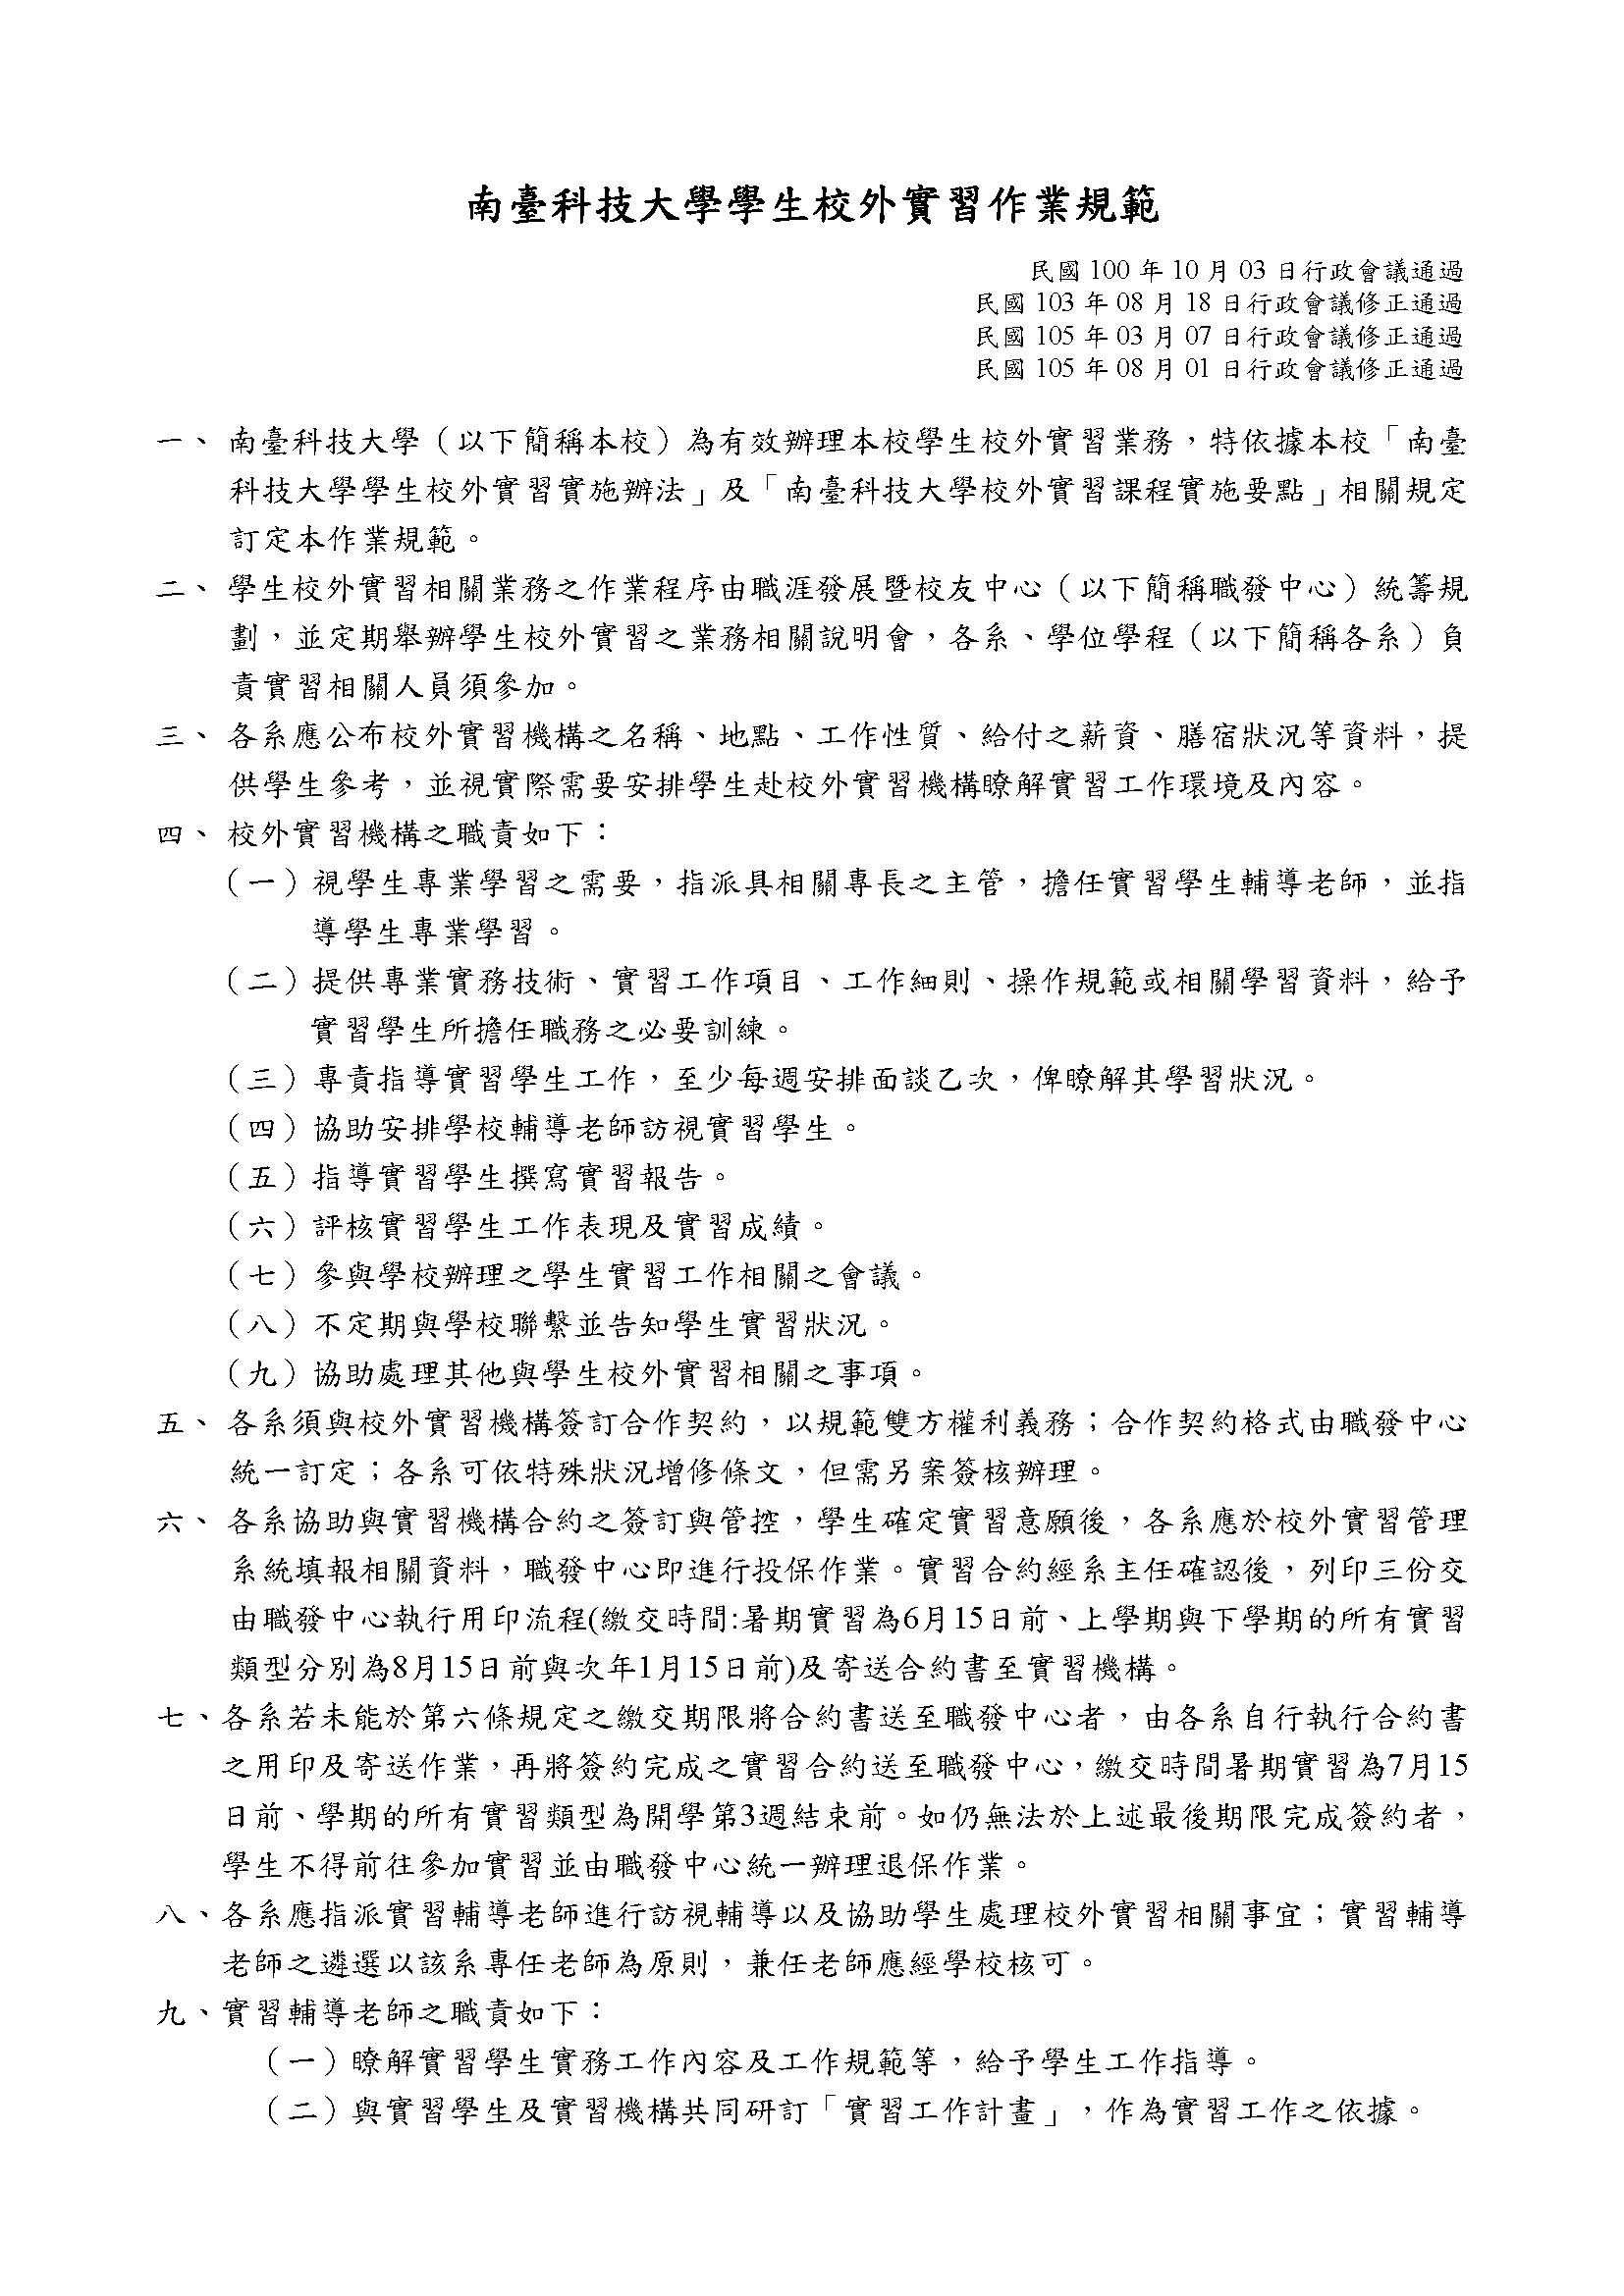 南臺科技大學學生校外實習作業規範
民國 100 年 10 月 03 日行政會議通過
民國 103 年 08 月 18 日行政會議修正通過
民國 105 年 03 月 07 日行政會議修正通過
民國 105 年 08 月 01 日行政會議修正通過
一、 南臺科技大學（以下簡稱本校）為有效辦理本校學生校外實習業務，特依據本校「南臺
科技大學學生校外實習實施辦法」及「南臺科技大學校外實習課程實施要點」相關規定
訂定本作業規範。
二、 學生校外實習相關業務之作業程序由職涯發展暨校友中心（以下簡稱職發中心）統籌規
劃，並定期舉辦學生校外實習之業務相關說明會，各系、學位學程（以下簡稱各系）負
責實習相關人員須參加。
三、 各系應公布校外實習機構之名稱、地點、工作性質、給付之薪資、膳宿狀況等資料，提
供學生參考，並視實際需要安排學生赴校外實習機構瞭解實習工作環境及內容。
四、 校外實習機構之職責如下：
（一）視學生專業學習之需要，指派具相關專長之主管，擔任實習學生輔導老師，並指
導學生專業學習。
（二）提供專業實務技術、實習工作項目、工作細則、操作規範或相關學習資料，給予
實習學生所擔任職務之必要訓練。
（三）專責指導實習學生工作，至少每週安排面談乙次，俾瞭解其學習狀況。
（四）協助安排學校輔導老師訪視實習學生。
（五）指導實習學生撰寫實習報告。
（六）評核實習學生工作表現及實習成績。
（七）參與學校辦理之學生實習工作相關之會議。
（八）不定期與學校聯繫並告知學生實習狀況。
（九）協助處理其他與學生校外實習相關之事項。
五、 各系須與校外實習機構簽訂合作契約，以規範雙方權利義務；合作契約格式由職發中心
統一訂定；各系可依特殊狀況增修條文，但需另案簽核辦理。
六、 各系協助與實習機構合約之簽訂與管控，學生確定實習意願後，各系應於校外實習管理
系統填報相關資料，職發中心即進行投保作業。實習合約經系主任確認後，列印三份交
由職發中心執行用印流程(繳交時間:暑期實習為6月15日前、上學期與下學期的所有實習
類型分別為8月15日前與次年1月15日前)及寄送合約書至實習機構。
七、各系若未能於第六條規定之繳交期限將合約書送至職發中心者，由各系自行執行合約書
之用印及寄送作業，再將簽約完成之實習合約送至職發中心，繳交時間暑期實習為7月15
日前、學期的所有實習類型為開學第3週結束前。如仍無法於上述最後期限完成簽約者，
學生不得前往參加實習並由職發中心統一辦理退保作業。
八、各系應指派實習輔導老師進行訪視輔導以及協助學生處理校外實習相關事宜；實習輔導
老師之遴選以該系專任老師為原則，兼任老師應經學校核可。
九、實習輔導老師之職責如下：
（一）瞭解實習學生實務工作內容及工作規範等，給予學生工作指導。
（二）與實習學生及實習機構共同研訂「實習工作計畫」，作為實習工作之依據。